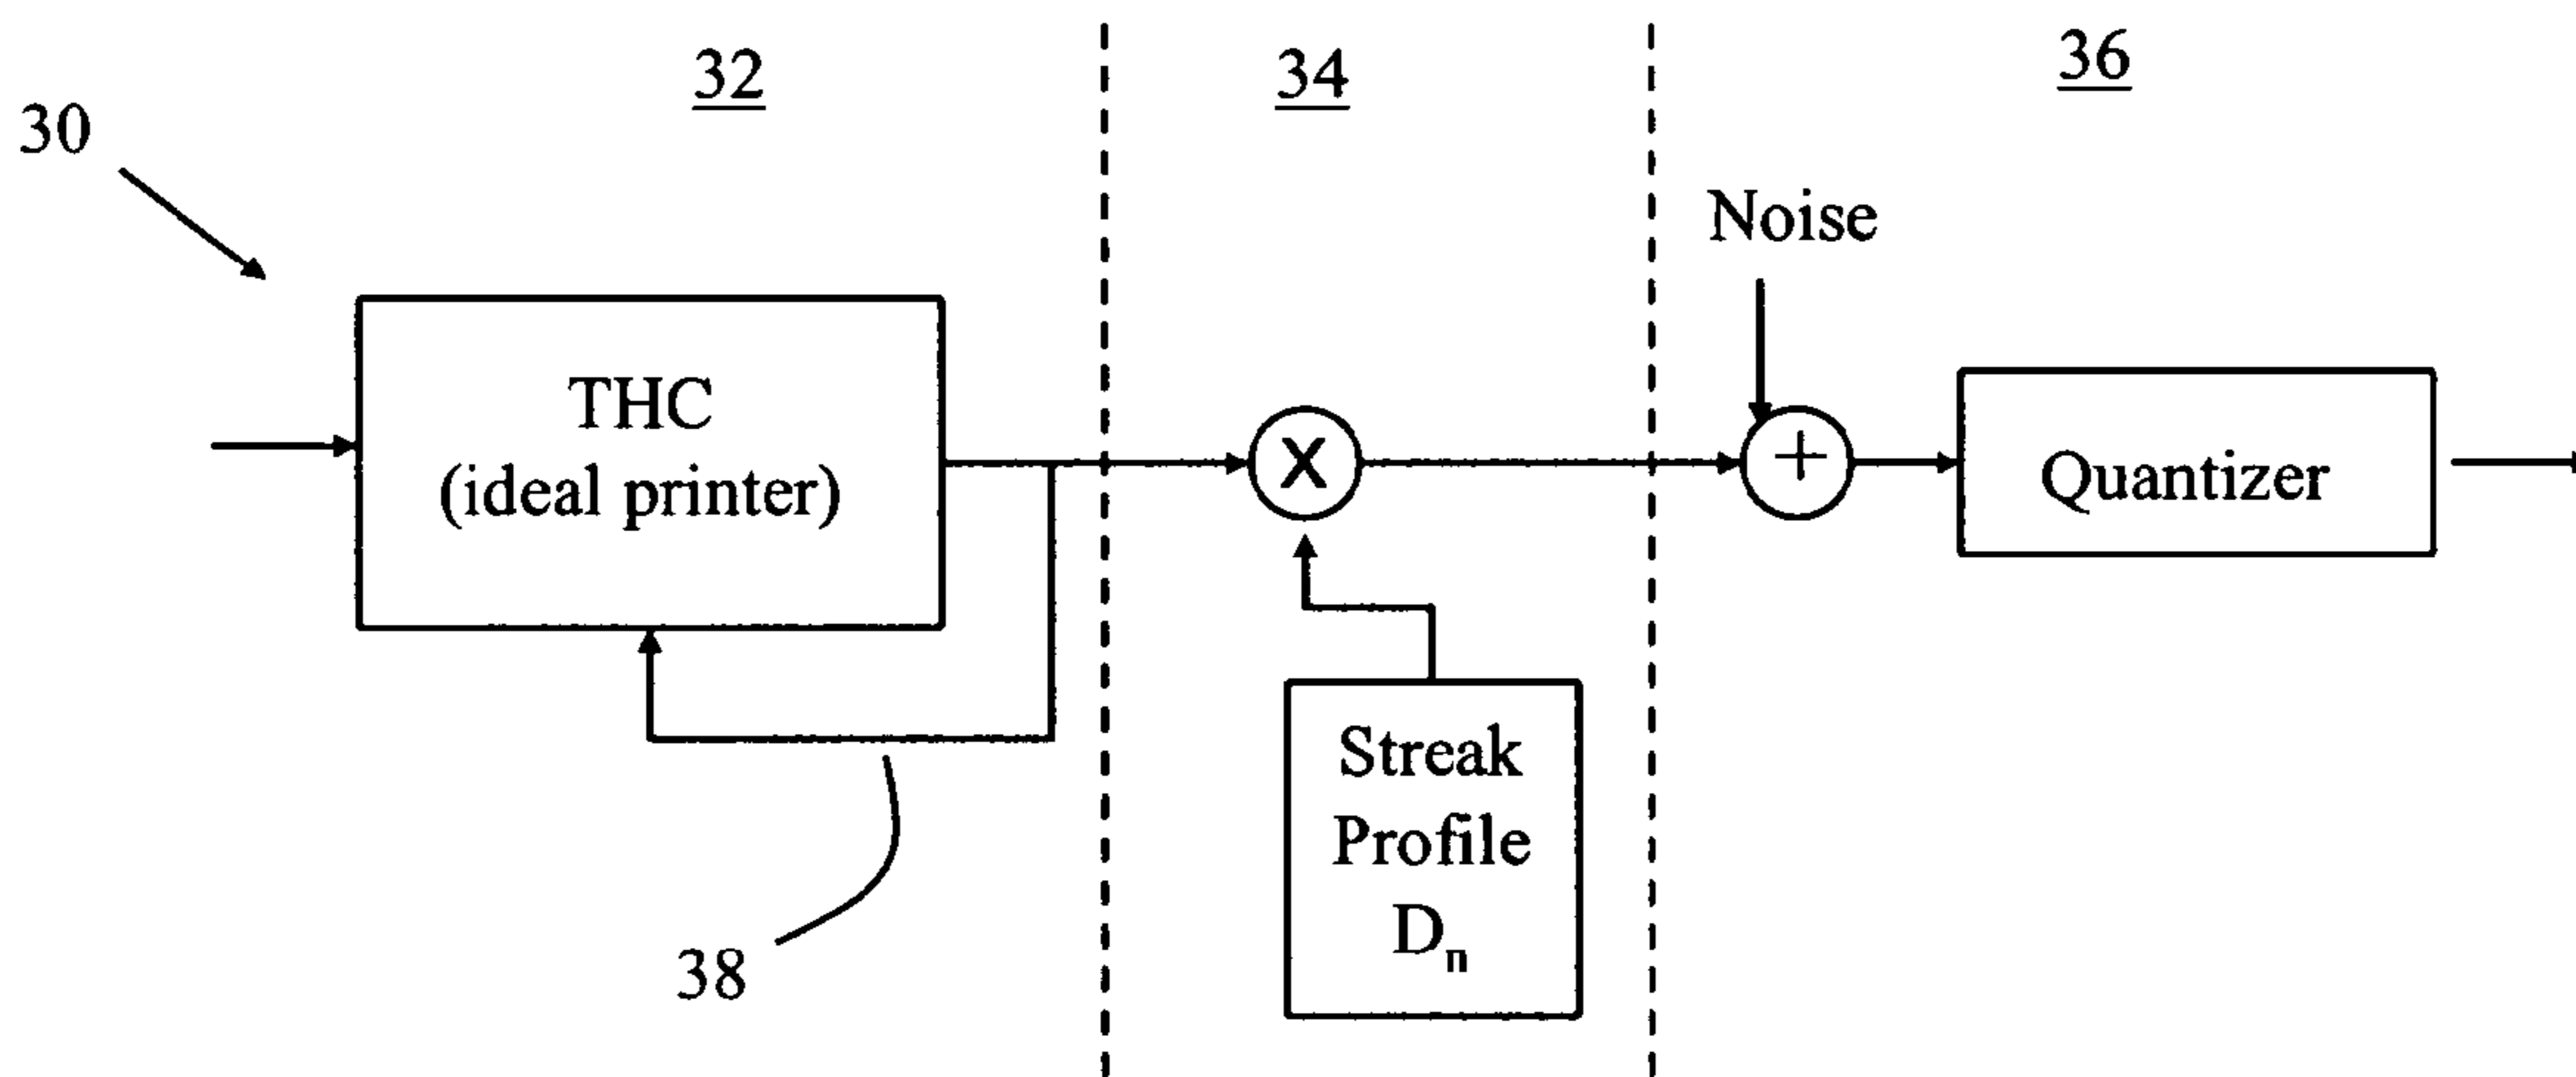 32
34
36
30
Noise
THC
(ideal printer)
X
+
Quantizer
Streak
Profile
Dₙ
38